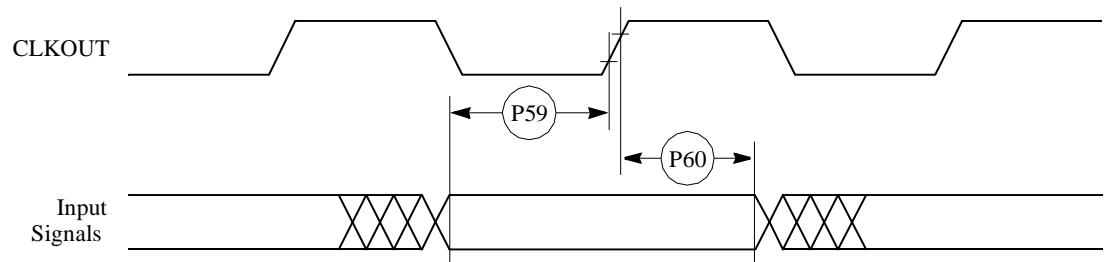 CLKOUT
P59
P60
Input
Signals